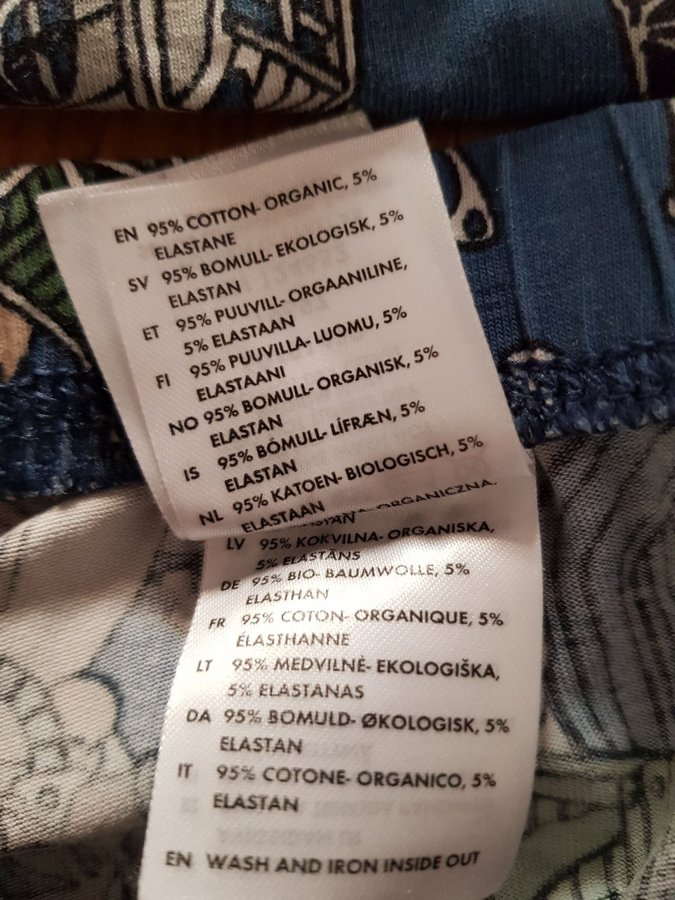 EN 95% COTTON- ORGANIC, 5%
ELASTANE
SV 95% BOMULL- EKOLOGISK, 5%
ELASTAN
ET 95% PUUVILL- ORGAANILINE,
5% ELASTAAN
FI 95% PUUVILLA- LUOMU, 5%
ELASTAANI
NO 95% BOMULL- ORGANISK, 5%
ELASTAN
IS 95% BÓMULL- LÍFRÆN, 5%
ELASTAN
NL 95% KATOEN- BIOLOGISCH, 5%
ELASTAAN
ORGANICZNA,
LV 95% KOKVILNA- ORGANISKA,
5% ELASTĀNS
DE 95% BIO- BAUMWOLLE, 5%
ELASTHAN
FR 95% COTON- ORGANIQUE, 5%
ÉLASTHANNE
LT 95% MEDVILNĖ- EKOLOGIŠKA,
5% ELASTANAS
DA 95% BOMULD- ØKOLOGISK, 5%
ELASTAN
IT 95% COTONE- ORGANICO, 5%
ELASTAN
EN WASH AND IRON INSIDE OUT